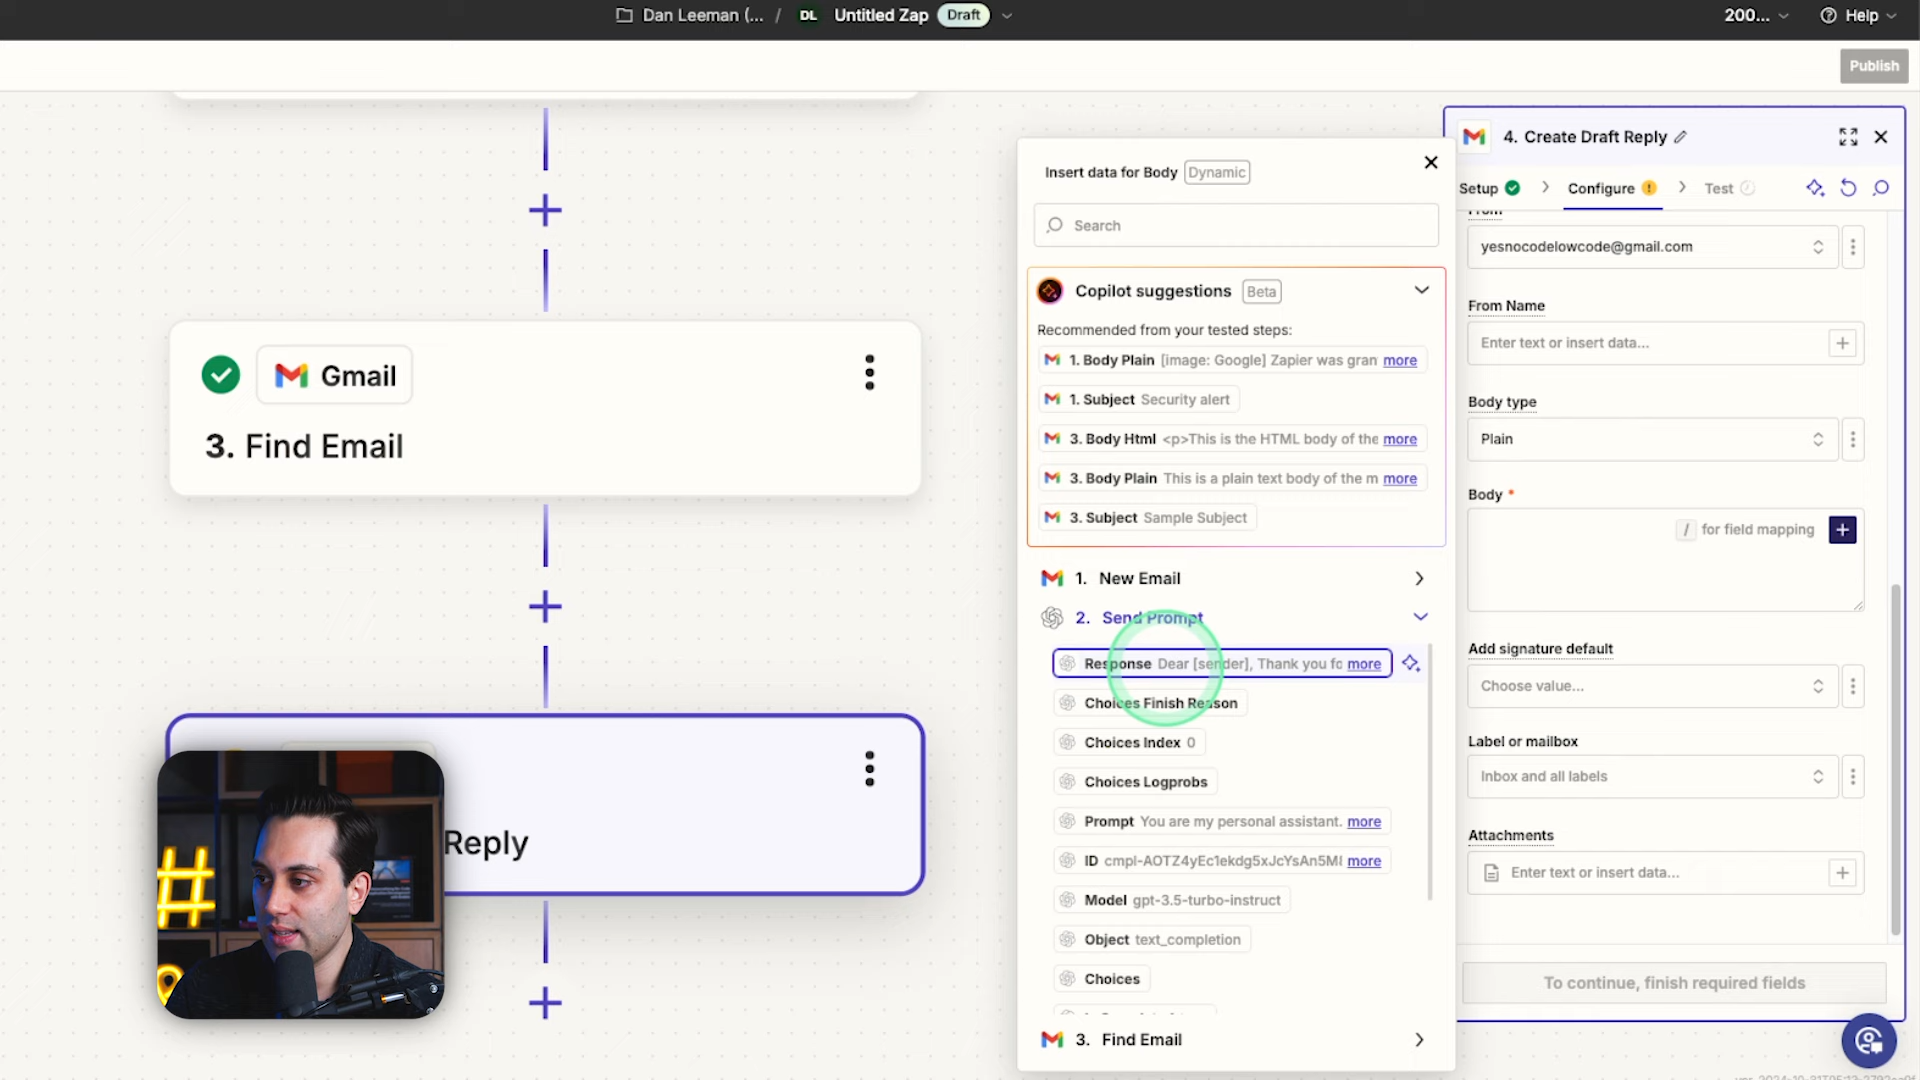 Dan Leeman (...
/
DL
Untitled Zap
Draft
200...
Help
Publish
Gmail
3. Find Email
Reply
Insert data for Body Dynamic
Search
Copilot suggestions Beta
Recommended from your tested steps:
1. Body Plain [image: Google] Zapier was gran more
1. Subject Security alert
3. Body Html <p>This is the HTML body of the more
3. Body Plain This is a plain text body of the m more
3. Subject Sample Subject
1. New Email
2. Send Prompt
Response Dear [sender], Thank you fo more
Choices Finish Reason
Choices Index 0
Choices Logprobs
Prompt You are my personal assistant. more
ID cmpl-AOTZ4yEc1ekdg5xJcYsAn5MI more
Model gpt-3.5-turbo-instruct
Object text_completion
Choices
3. Find Email
4. Create Draft Reply
Setup
Configure
Test
From
yesnocodelowcode@gmail.com
From Name
Enter text or insert data...
Body type
Plain
Body *
/ for field mapping
Add signature default
Choose value...
Label or mailbox
Inbox and all labels
Attachments
Enter text or insert data...
To continue, finish required fields